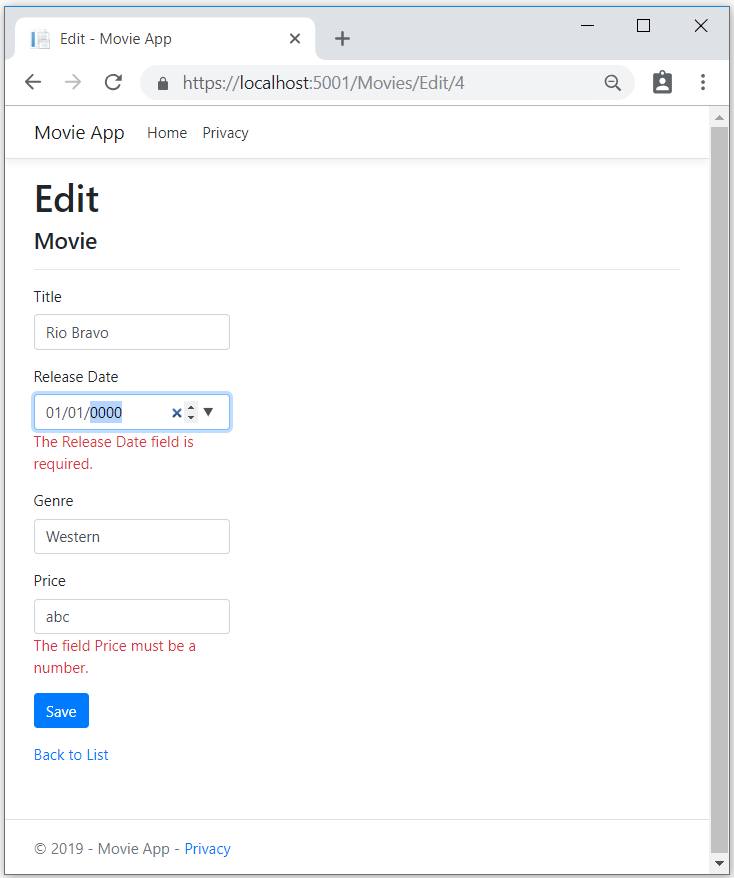 Edit - Movie App
https://localhost:5001/Movies/Edit/4
Movie App Home Privacy
Edit
Movie
Title
Rio Bravo
Release Date
01/01/0000
The Release Date field is
required.
Genre
Western
Price
abc
The field Price must be a
number.
Save
Back to List
© 2019 - Movie App - Privacy